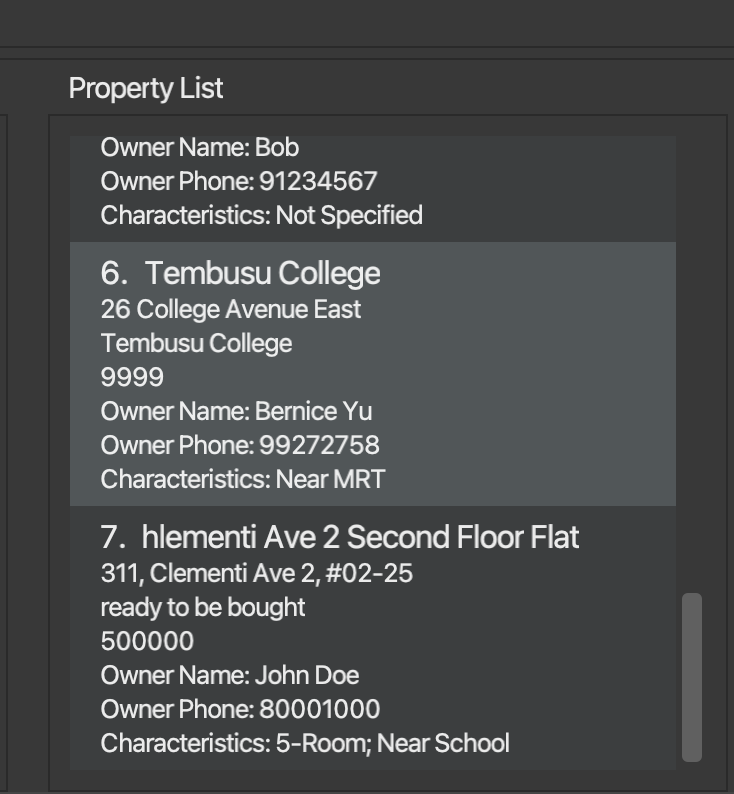 Property List
Owner Name: Bob
Owner Phone: 91234567
Characteristics: Not Specified
6. Tembusu College
26 College Avenue East
Tembusu College
9999
Owner Name: Bernice Yu
Owner Phone: 99272758
Characteristics: Near MRT
7. hlementi Ave 2 Second Floor Flat
311, Clementi Ave 2, #02-25
ready to be bought
500000
Owner Name: John Doe
Owner Phone: 80001000
Characteristics: 5-Room; Near School